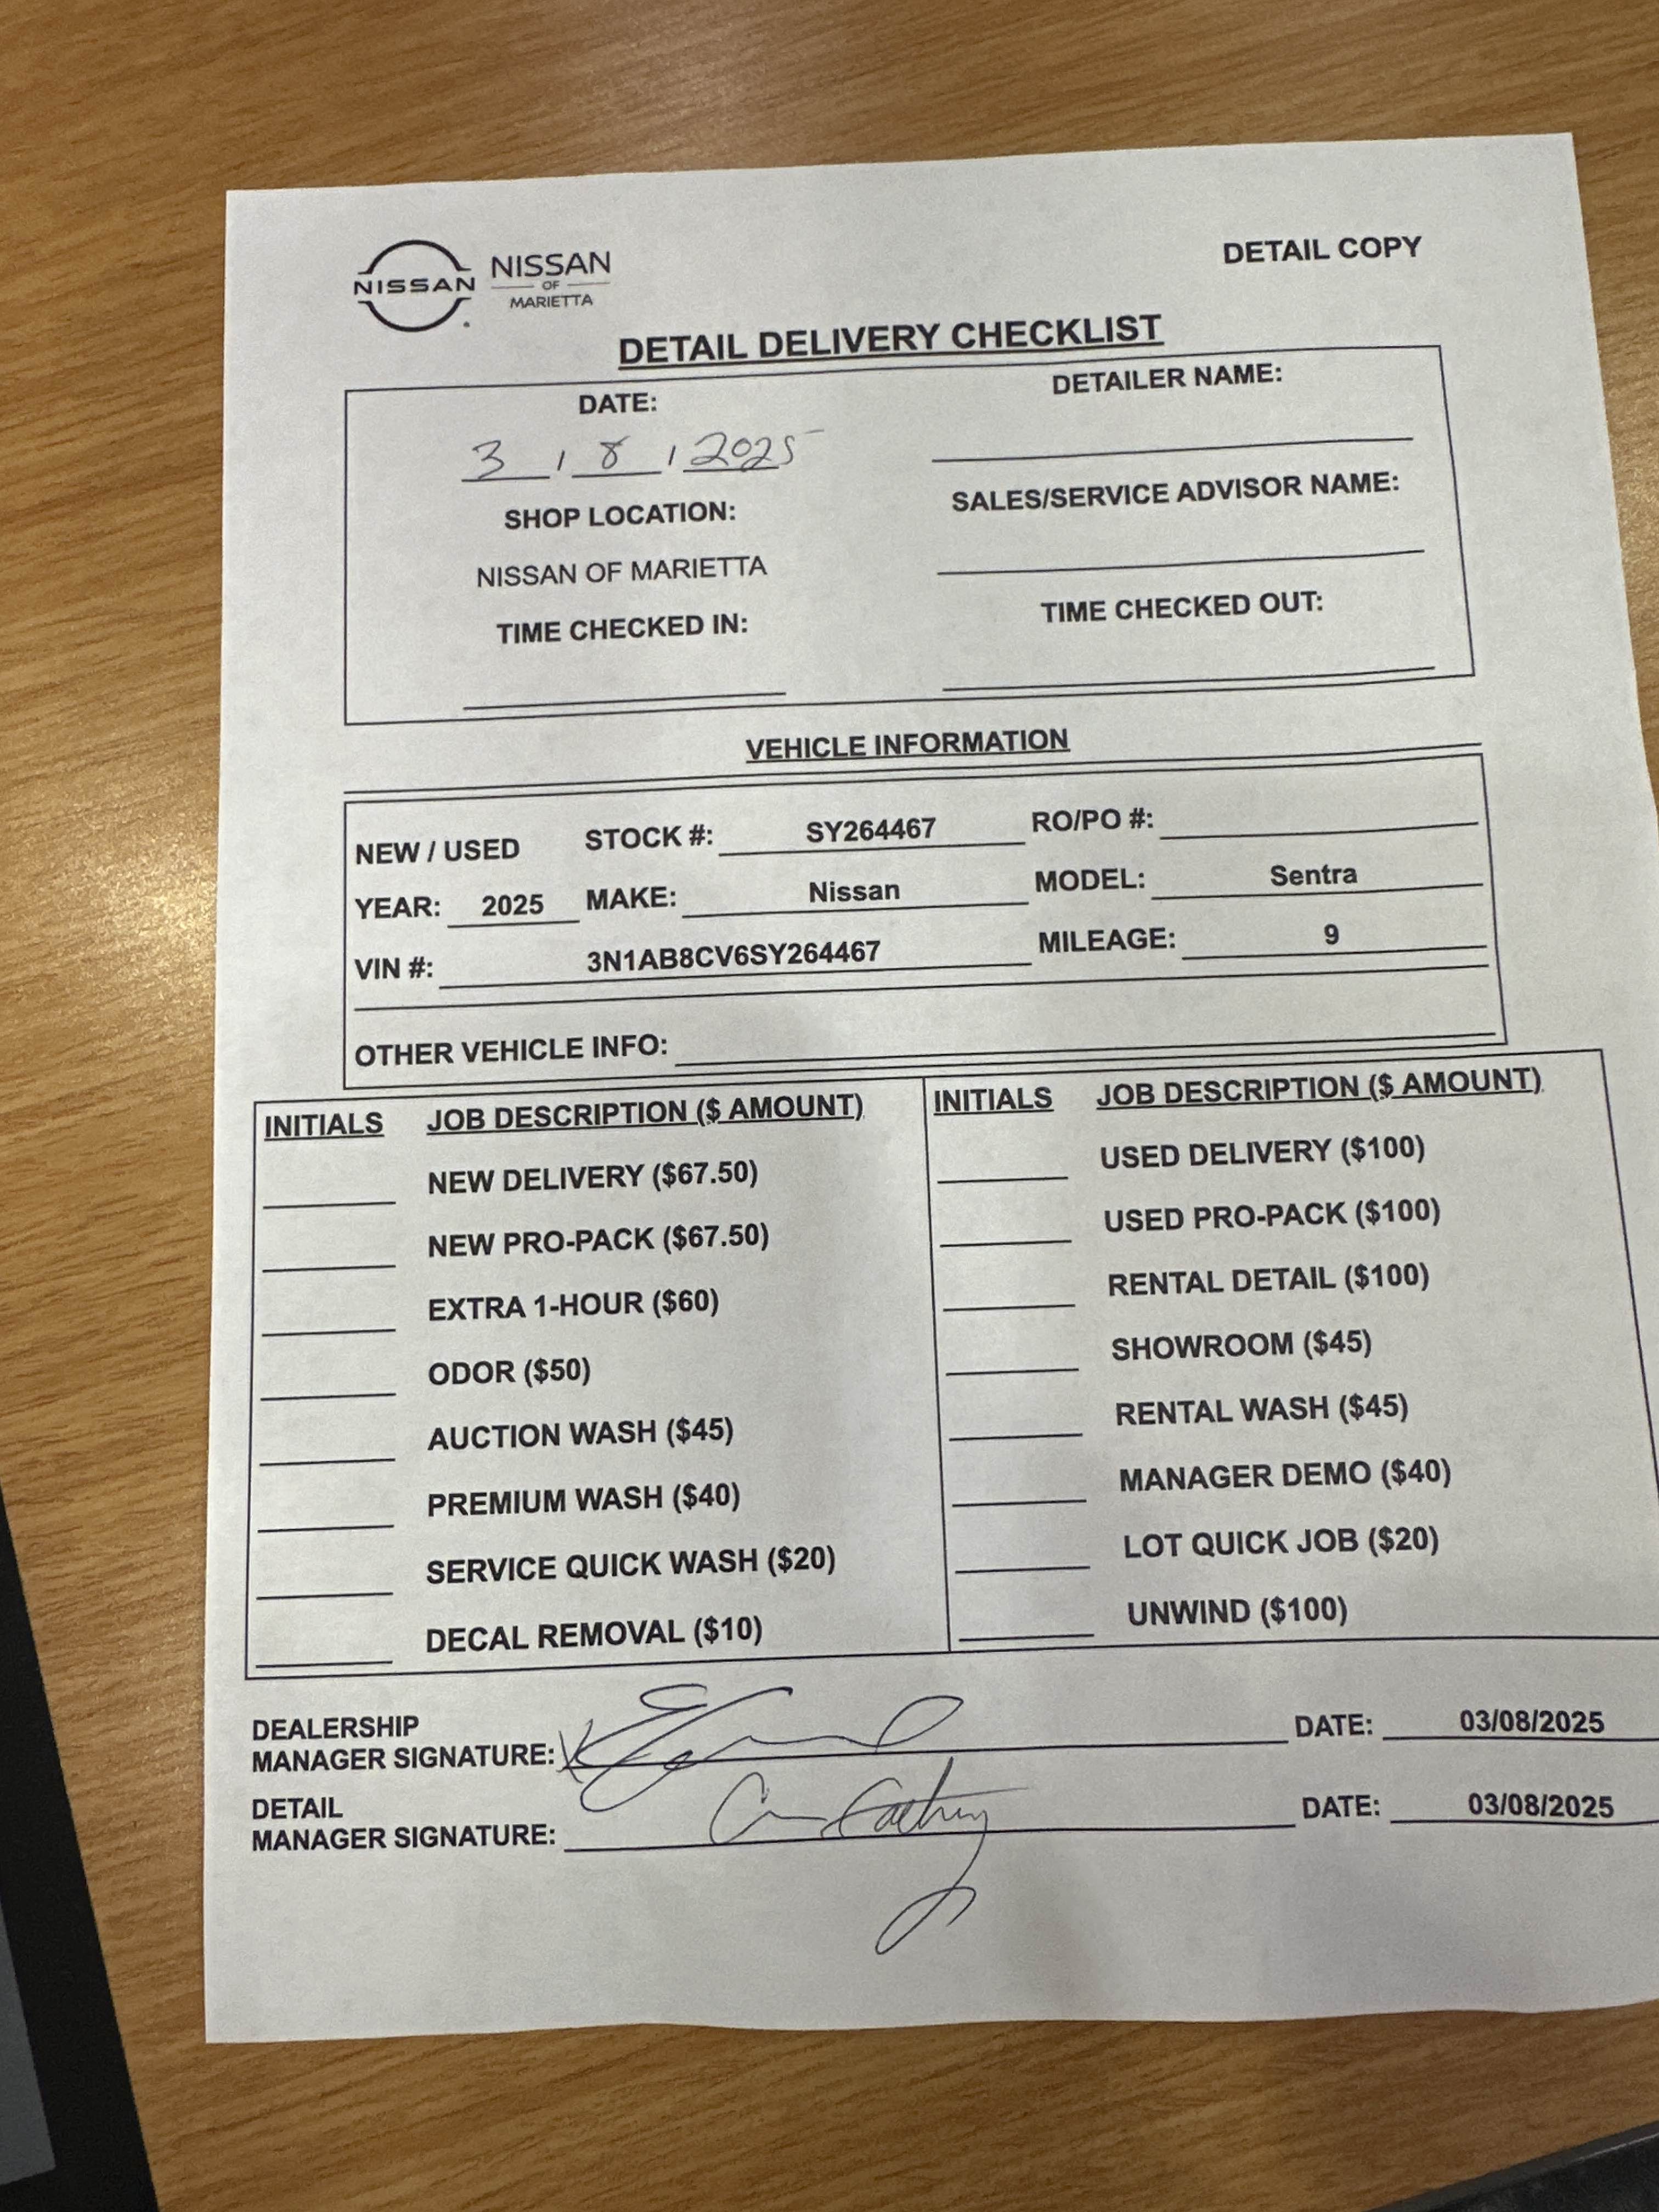 NISSAN
NISSAN
OF
MARIETTA
DETAIL COPY
DETAIL DELIVERY CHECKLIST
DATE: DETAILER NAME:
3 / 8 / 2025
SHOP LOCATION: SALES/SERVICE ADVISOR NAME:
NISSAN OF MARIETTA
TIME CHECKED IN: TIME CHECKED OUT:
VEHICLE INFORMATION
NEW / USED STOCK #: SY264467 RO/PO #:
YEAR: 2025 MAKE: Nissan MODEL: Sentra
VIN #: 3N1AB8CV6SY264467 MILEAGE: 9
OTHER VEHICLE INFO:
INITIALS JOB DESCRIPTION ($ AMOUNT) INITIALS JOB DESCRIPTION ($ AMOUNT)
NEW DELIVERY ($67.50) USED DELIVERY ($100)
NEW PRO-PACK ($67.50) USED PRO-PACK ($100)
EXTRA 1-HOUR ($60) RENTAL DETAIL ($100)
ODOR ($50) SHOWROOM ($45)
AUCTION WASH ($45) RENTAL WASH ($45)
PREMIUM WASH ($40) MANAGER DEMO ($40)
SERVICE QUICK WASH ($20) LOT QUICK JOB ($20)
DECAL REMOVAL ($10) UNWIND ($100)
DEALERSHIP
MANAGER SIGNATURE: DATE: 03/08/2025
DETAIL
MANAGER SIGNATURE: DATE: 03/08/2025